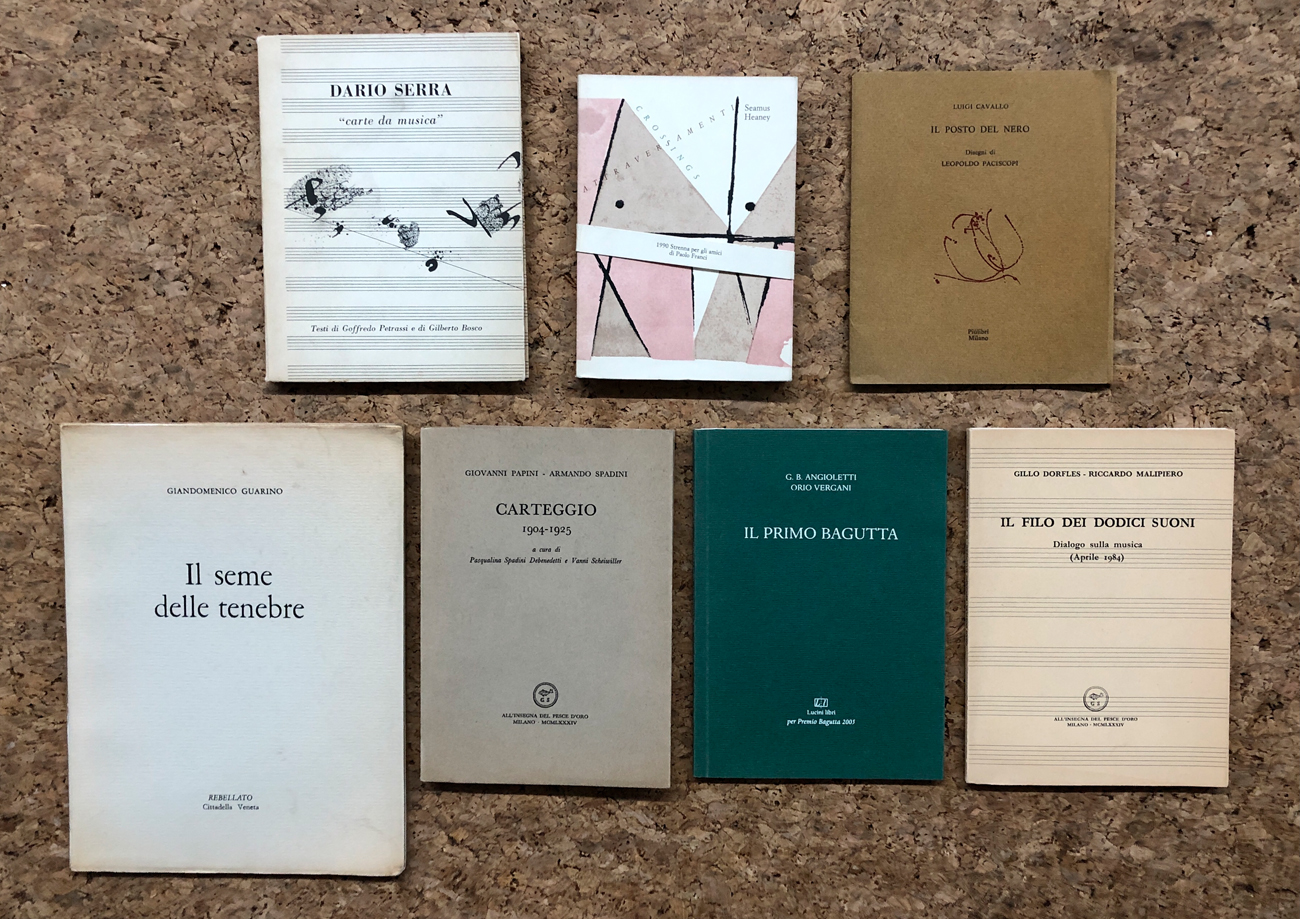 DARIO SERRA
“carte da musica”
Testi di Goffredo Petrassi e di Gilberto Bosco
Seamus
Heaney
ATTRAVERSAMENTI
CROSSINGS
1990 Strenna per gli amici
di Paolo Franci
LUIGI CAVALLO
IL POSTO DEL NERO
Disegni di
LEOPOLDO PACISCOPI
Pluilibri
Milano
GIANDOMENICO GUARINO
Il seme
delle tenebre
REBELLATO
Cittadella Veneta
GIOVANNI PAPINI - ARMANDO SPADINI
CARTEGGIO
1904-1925
a cura di
Pasqualina Spadini Debenedetti e Vanni Scheiwiller
ALL'INSEGNA DEL PESCE D'ORO
MILANO · MCMLXXXIV
G. B. ANGIOLETTI
ORIO VERGANI
IL PRIMO BAGUTTA
Lucini libri
per Premio Bagutta 2003
GILLO DORFLES - RICCARDO MALIPIERO
IL FILO DEI DODICI SUONI
Dialogo sulla musica
(Aprile 1984)
ALL'INSEGNA DEL PESCE D'ORO
MILANO · MCMLXXXIV